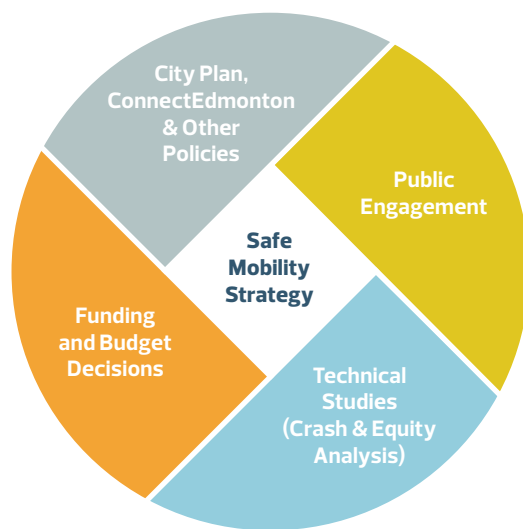 City Plan,
ConnectEdmonton
& Other
Policies
Public
Engagement
Safe
Mobility
Strategy
Funding
and Budget
Decisions
Technical
Studies
(Crash & Equity
Analysis)